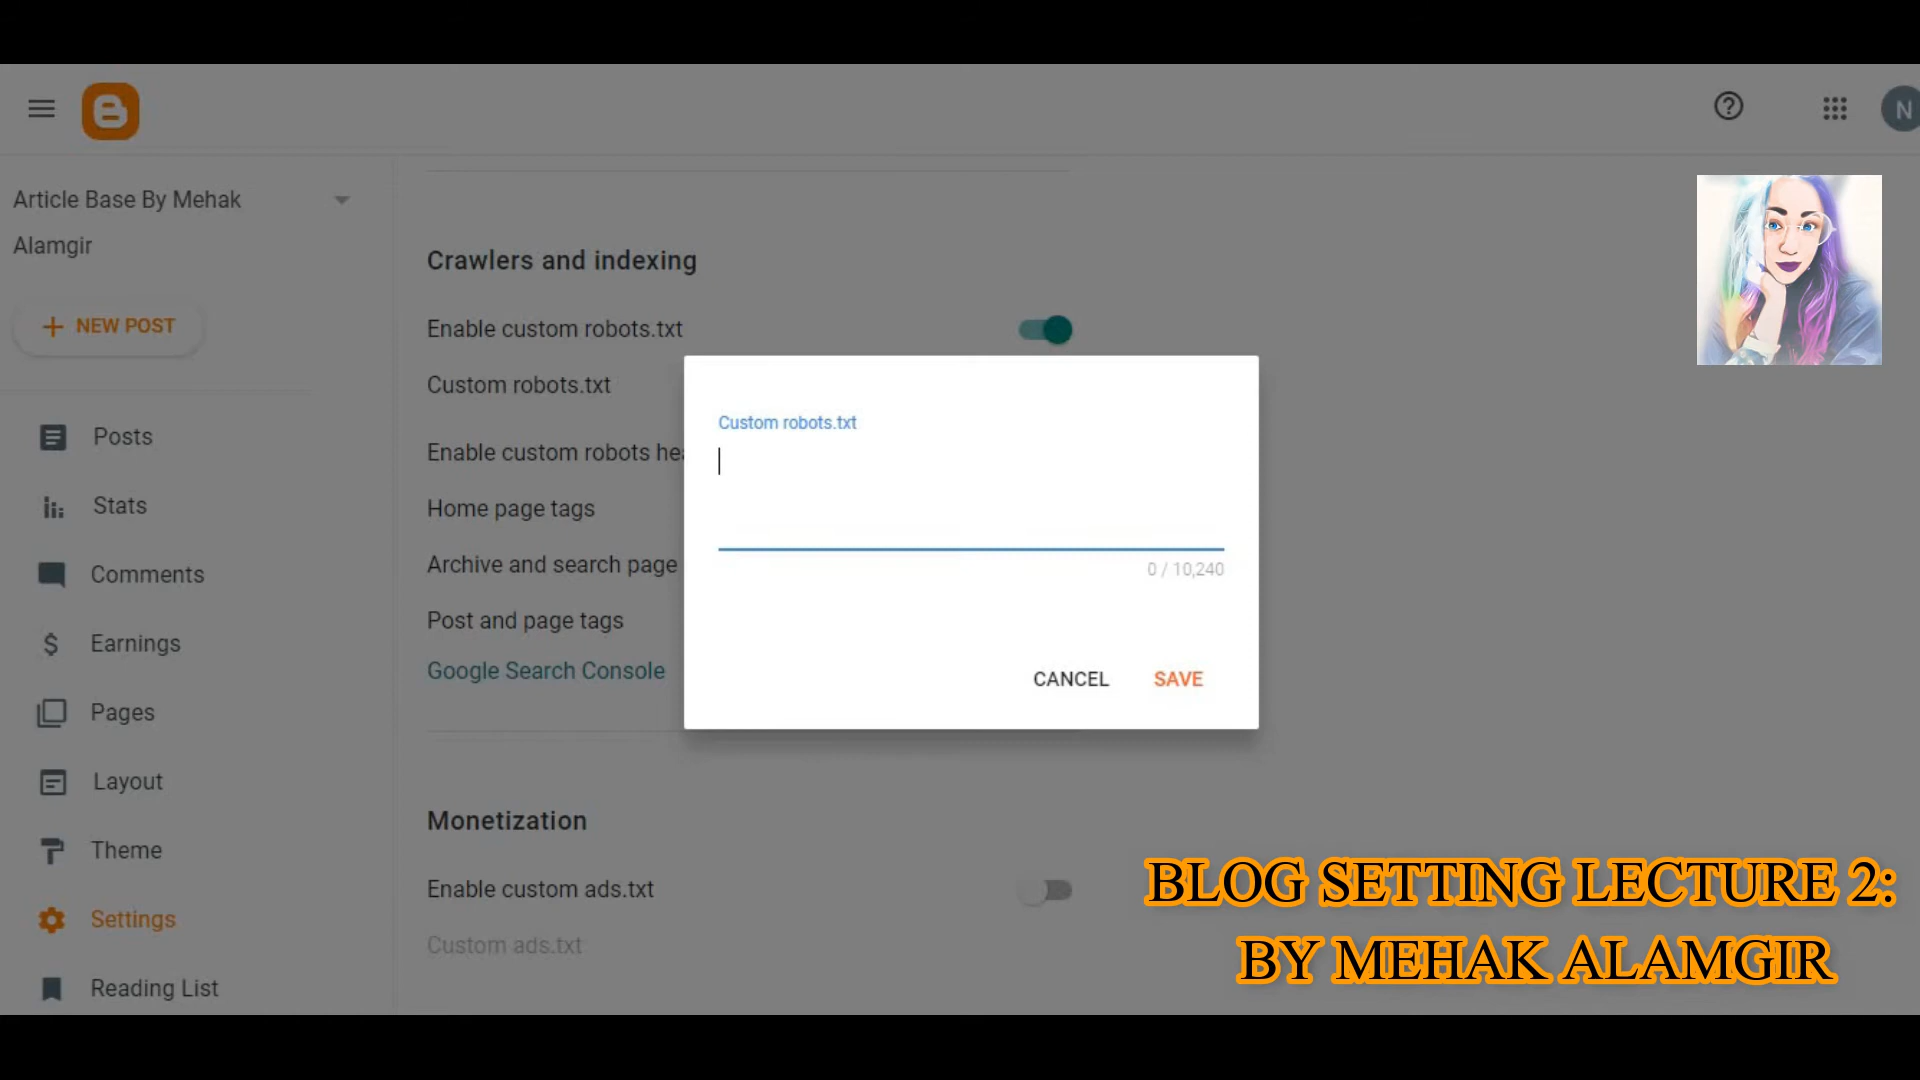 N
Article Base By Mehak
Alamgir
NEW POST
Posts
Stats
Comments
Earnings
Pages
Layout
Theme
Settings
Reading List
Crawlers and indexing
Enable custom robots.txt
Custom robots.txt
Enable custom robots hea
Home page tags
Archive and search page
Post and page tags
Google Search Console
Monetization
Enable custom ads.txt
Custom ads.txt
Custom robots.txt
0 / 10,240
CANCEL SAVE
BLOG SETTING LECTURE 2:
BY MEHAK ALAMGIR